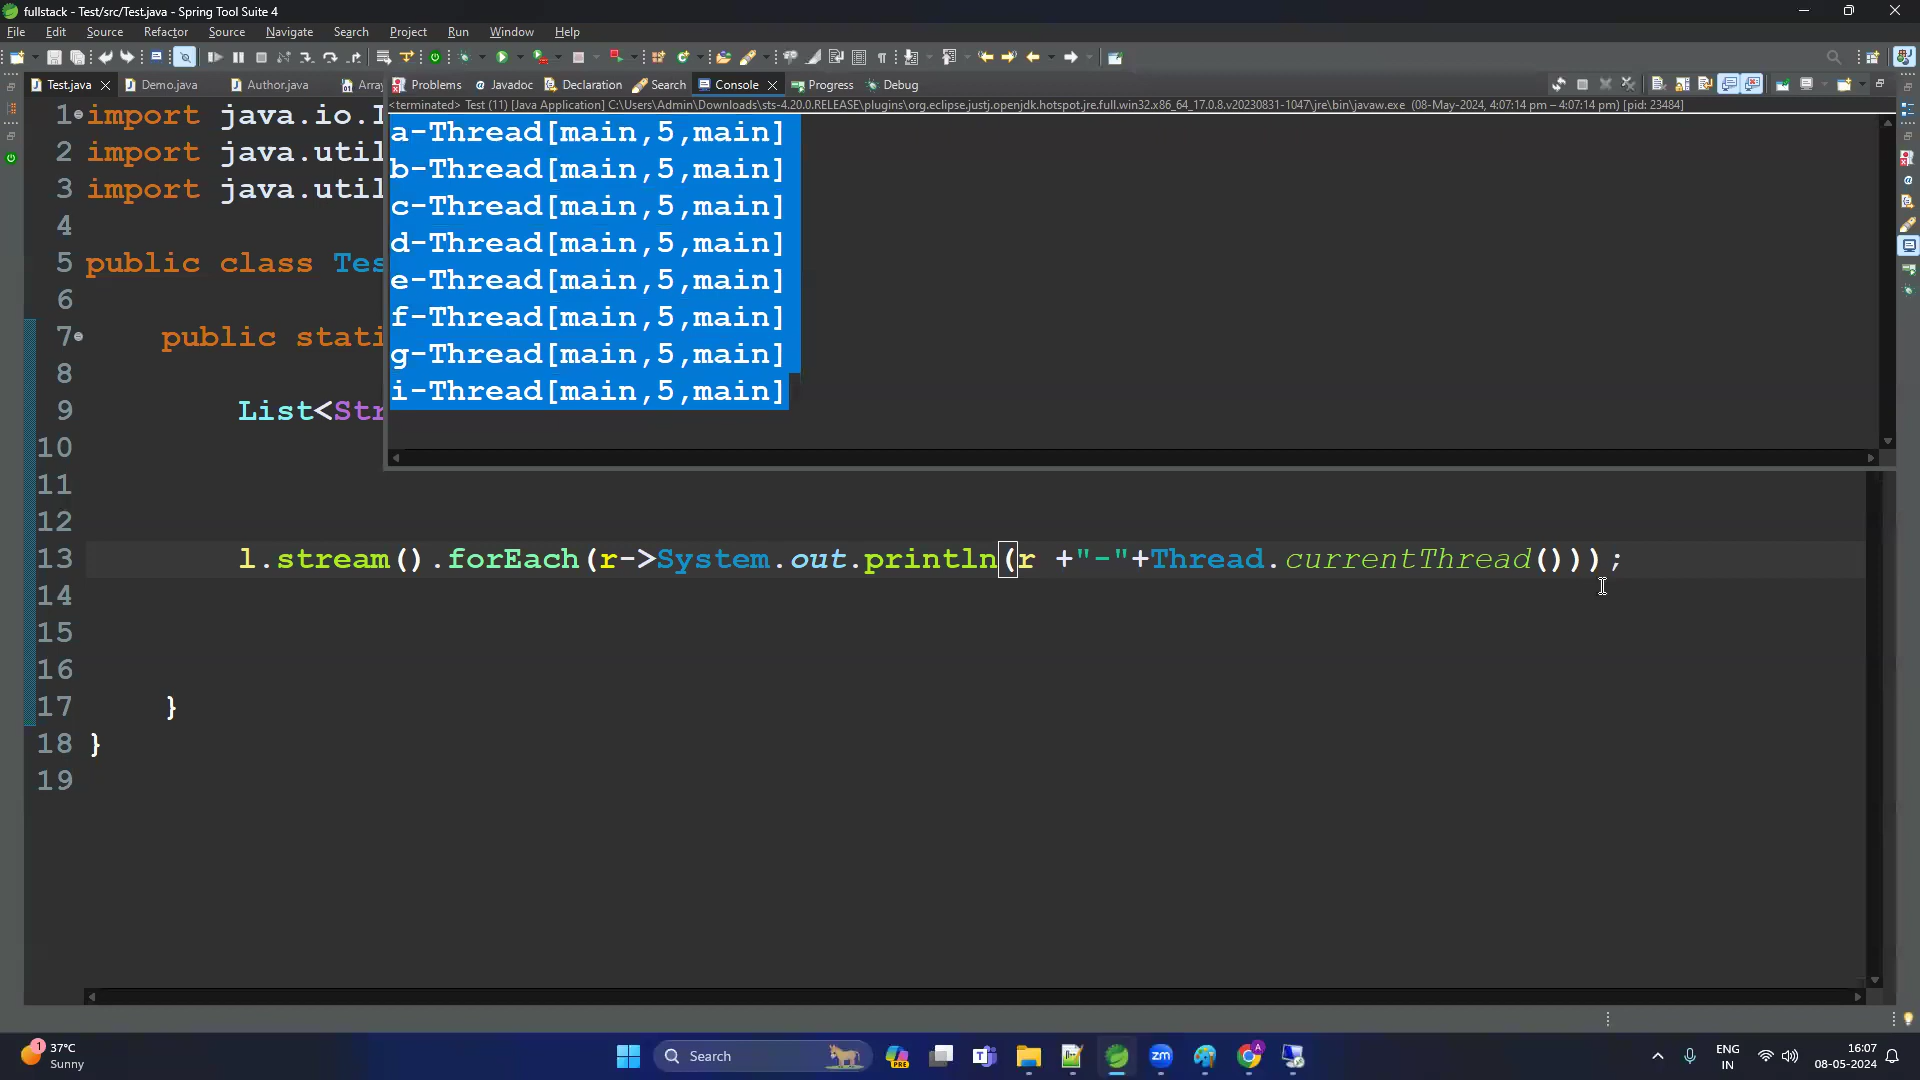 fullstack - Test/src/Test.java - Spring Tool Suite 4
File Edit Source Refactor Source Navigate Search Project Run Window Help
Test.java Demo.java Author.java Array Problems Javadoc Declaration Search Console Progress Debug
<terminated> Test (11) [Java Application] C:\Users\Admin\Downloads\sts-4.20.0.RELEASE\plugins\org.eclipse.justj.openjdk.hotspot.jre.full.win32.x86_64_17.0.8.v20230831-1047\jre\bin\javaw.exe (08-May-2024, 4:07:14 pm – 4:07:14 pm) [pid: 23484]
a-Thread[main,5,main]
b-Thread[main,5,main]
c-Thread[main,5,main]
d-Thread[main,5,main]
e-Thread[main,5,main]
f-Thread[main,5,main]
g-Thread[main,5,main]
i-Thread[main,5,main]
1 import java.io.I
2 import java.util
3 import java.util
4
5 public class Tes
6
7 public stati
8
9 List<Str
10
11
12
13 l.stream().forEach(r->System.out.println(r +"-"+Thread.currentThread()));
14
15
16
17 }
18 }
19
1 37°C
Sunny
Search
PRE
zm
A
ENG
IN
16:07
08-05-2024